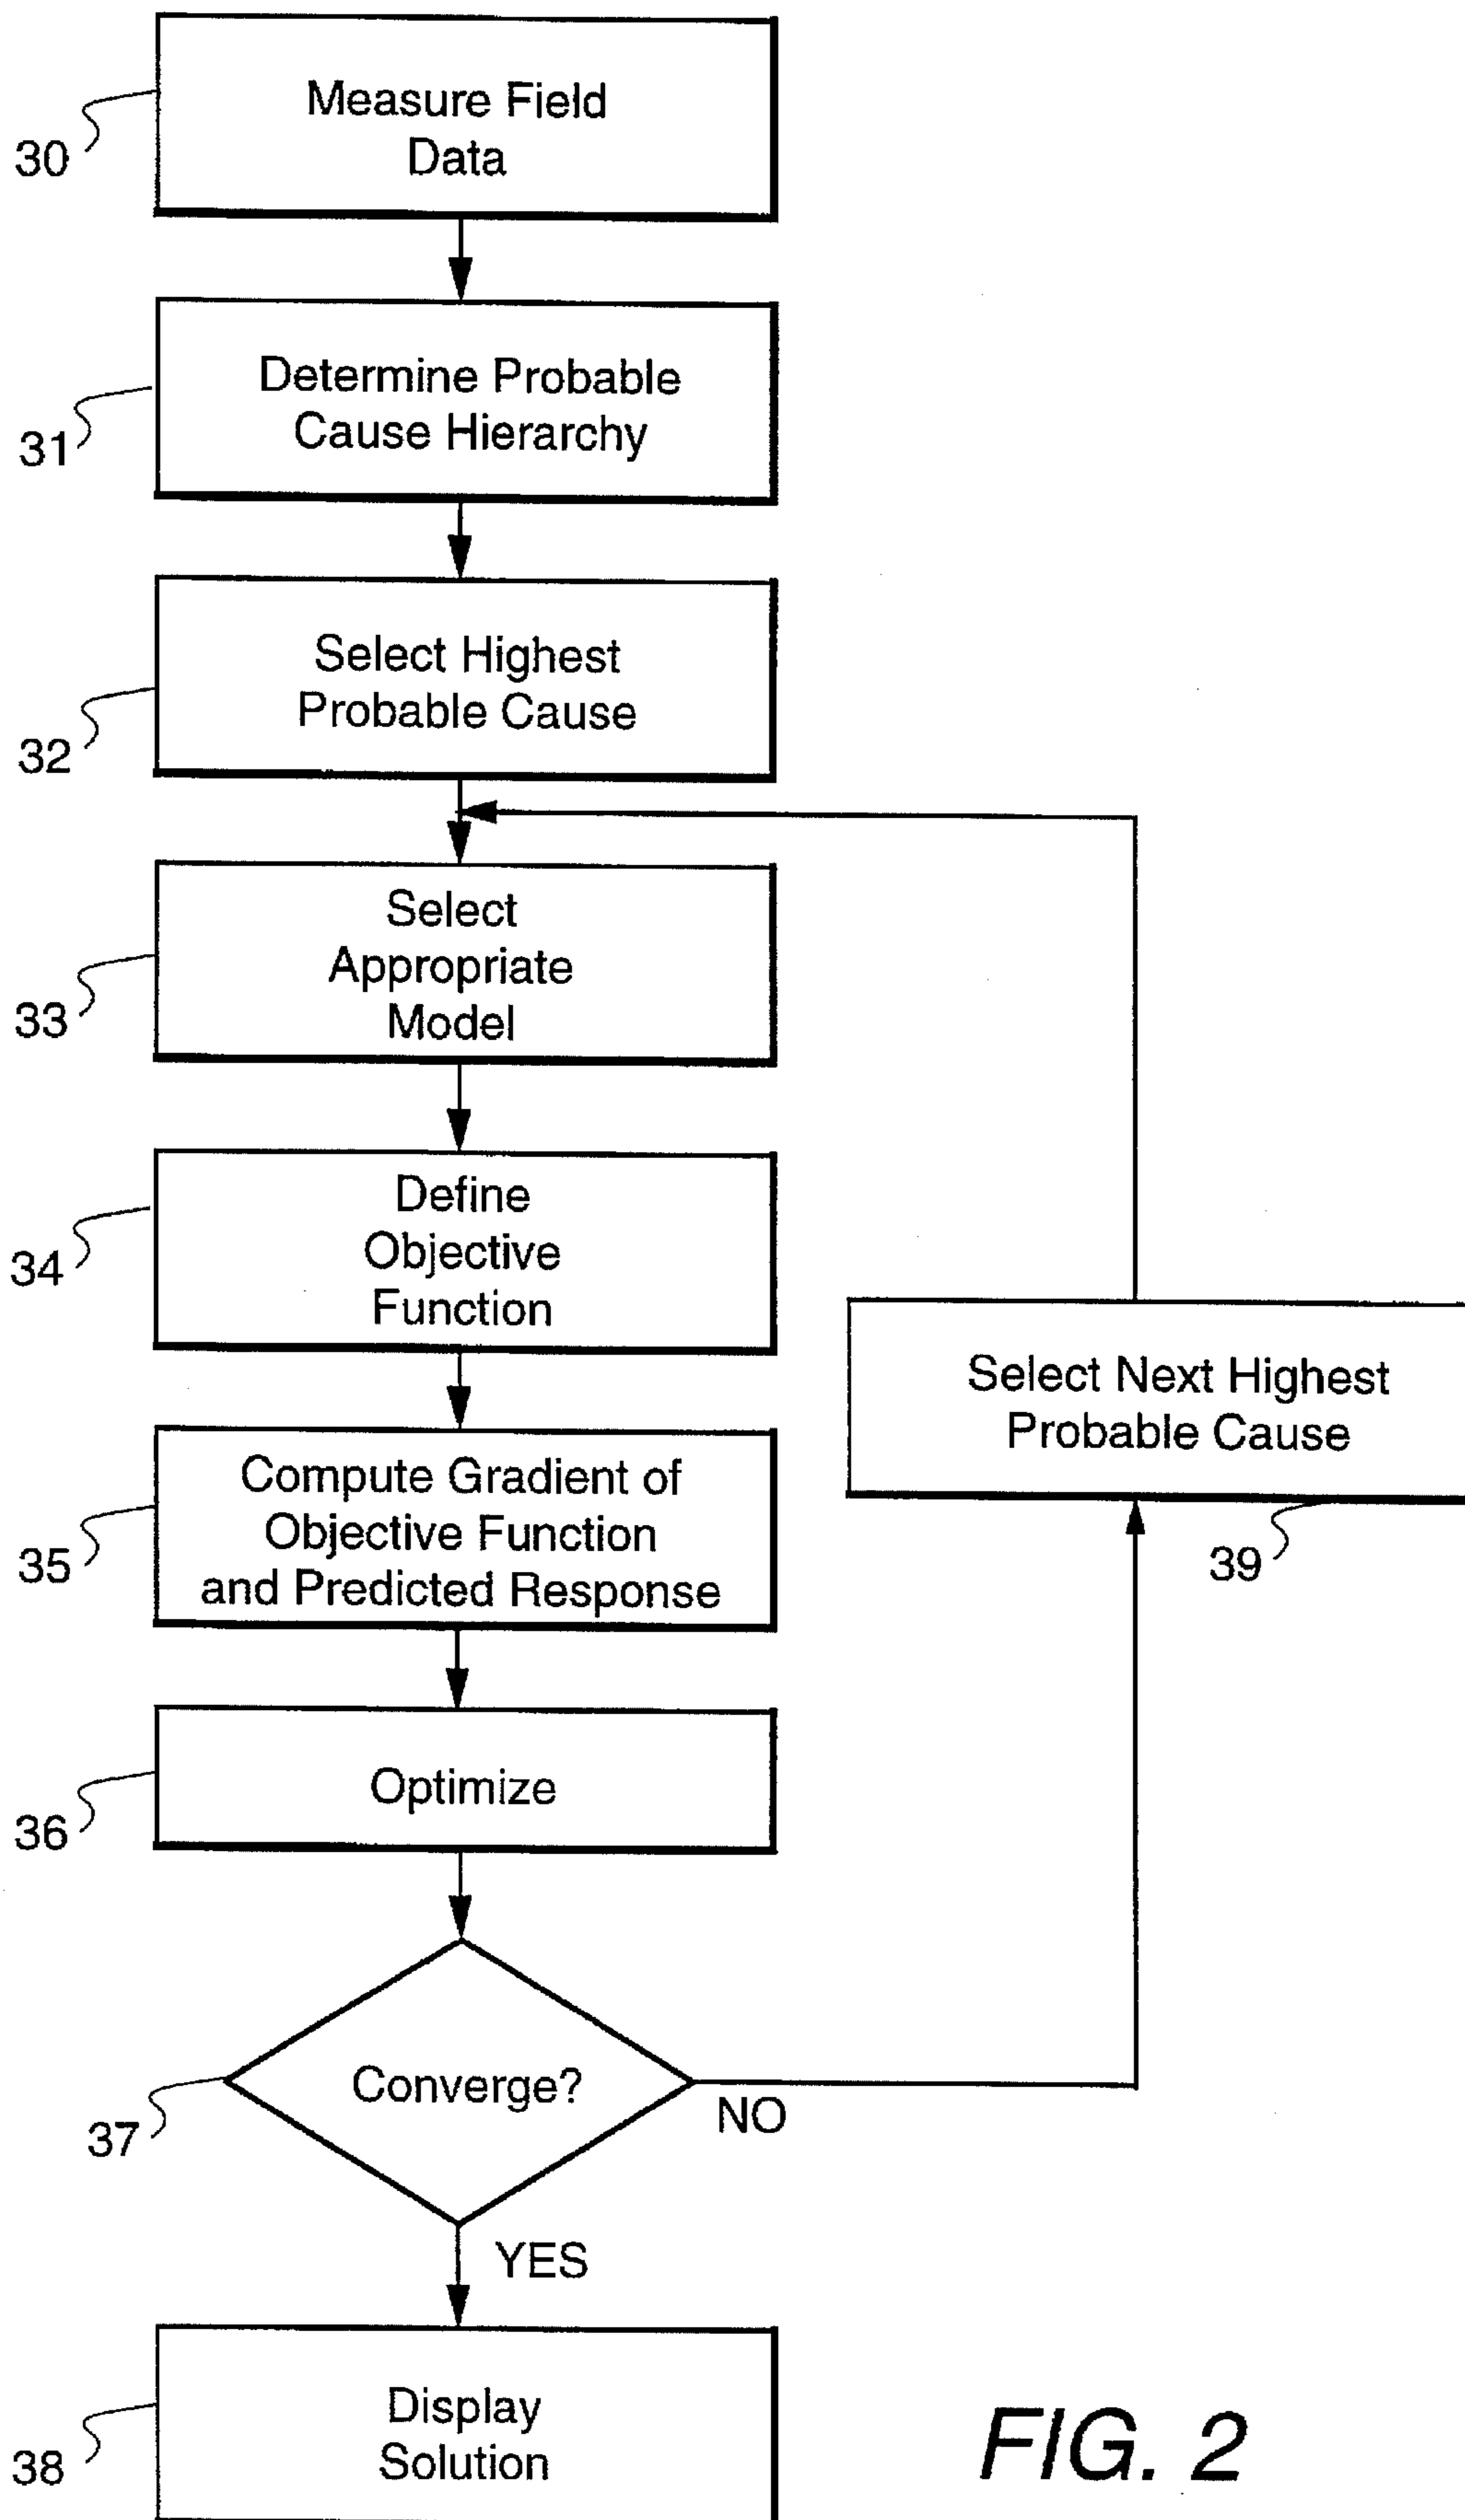 Measure Field
Data
30
Determine Probable
Cause Hierarchy
31
Select Highest
Probable Cause
32
Select
Appropriate
Model
33
Define
Objective
Function
34
Select Next Highest
Probable Cause
39
Compute Gradient of
Objective Function
and Predicted Response
35
Optimize
36
Converge?
37
NO
YES
Display
Solution
38
FIG. 2